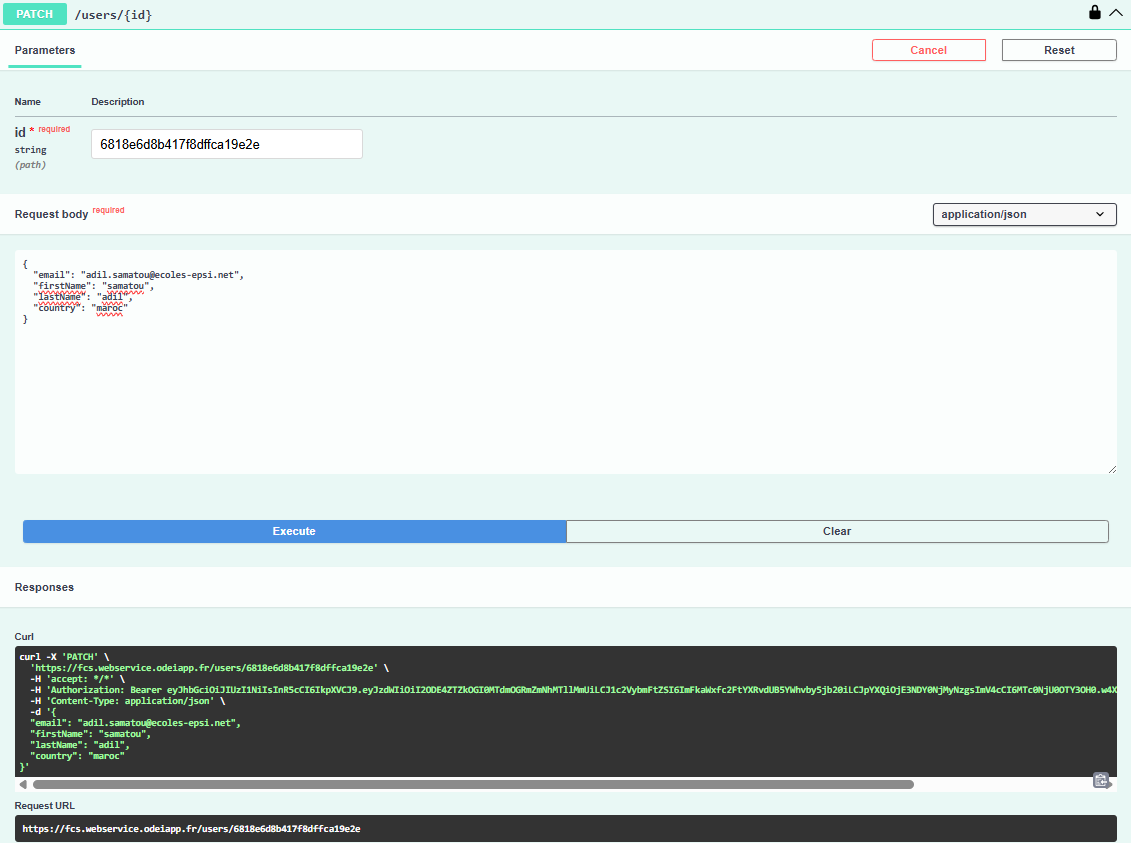 PATCH /users/{id}
Parameters
Cancel
Reset
Name Description
id * required
string
(path)
6818e6d8b417f8dffca19e2e
Request body required
application/json
{
"email": "adil.samatou@ecoles-epsi.net",
"firstName": "samatou",
"lastName": "adil",
"country": "maroc"
}
Execute
Clear
Responses
Curl
curl -X 'PATCH' \
'https://fcs.webservice.odeiapp.fr/users/6818e6d8b417f8dffca19e2e' \
-H 'accept: */*' \
-H 'Authorization: Bearer
-H 'Content-Type: application/json' \
-d '{
"email": "adil.samatou@ecoles-epsi.net",
"firstName": "samatou",
"lastName": "adil",
"country": "maroc"
}'
Request URL
https://fcs.webservice.odeiapp.fr/users/6818e6d8b417f8dffca19e2e